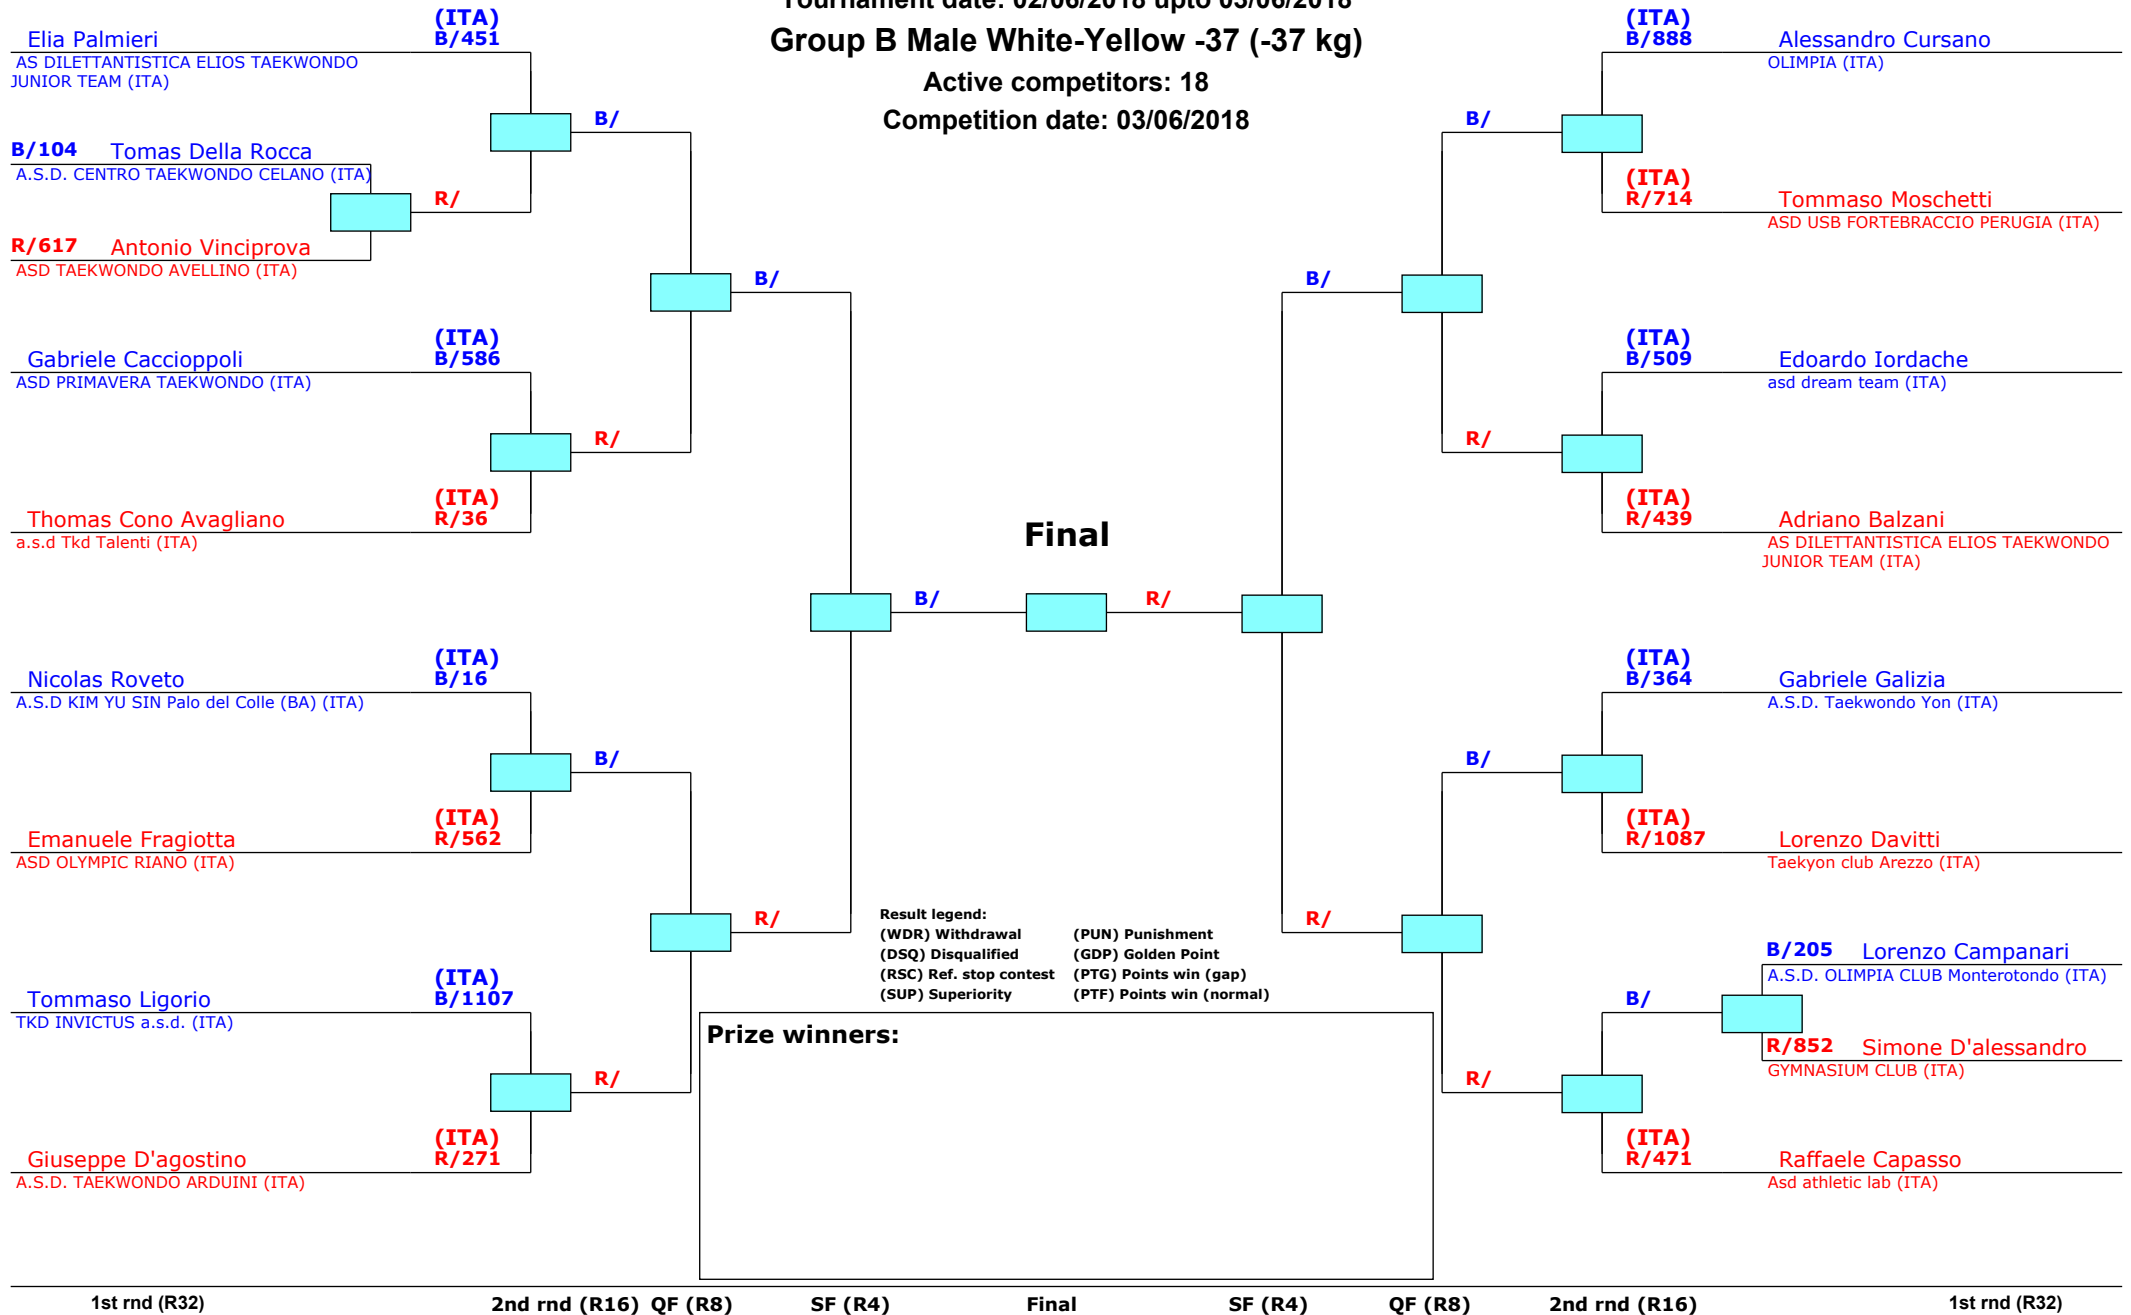 Tournament date: 02/06/2018 upto 03/06/2018
Group B Male White-Yellow -37 (-37 kg)
Active competitors: 18
Competition date: 03/06/2018
Elia Palmieri
(ITA)
B/451
AS DILETTANTISTICA ELIOS TAEKWONDO
JUNIOR TEAM (ITA)
B/
B/104 Tomas Della Rocca
A.S.D. CENTRO TAEKWONDO CELANO (ITA)
R/
R/617 Antonio Vinciprova
ASD TAEKWONDO AVELLINO (ITA)
B/
Gabriele Caccioppoli
(ITA)
B/586
ASD PRIMAVERA TAEKWONDO (ITA)
R/
Thomas Cono Avagliano
(ITA)
R/36
a.s.d Tkd Talenti (ITA)
Nicolas Roveto
(ITA)
B/16
A.S.D KIM YU SIN Palo del Colle (BA) (ITA)
B/
Emanuele Fragiotta
(ITA)
R/562
ASD OLYMPIC RIANO (ITA)
R/
Tommaso Ligorio
(ITA)
B/1107
TKD INVICTUS a.s.d. (ITA)
R/
Giuseppe D'agostino
(ITA)
R/271
A.S.D. TAEKWONDO ARDUINI (ITA)
Final
B/
R/
(ITA)
B/888
Alessandro Cursano
OLIMPIA (ITA)
B/
(ITA)
R/714
Tommaso Moschetti
ASD USB FORTEBRACCIO PERUGIA (ITA)
B/
(ITA)
B/509
Edoardo Iordache
asd dream team (ITA)
R/
(ITA)
R/439
Adriano Balzani
AS DILETTANTISTICA ELIOS TAEKWONDO
JUNIOR TEAM (ITA)
(ITA)
B/364
Gabriele Galizia
A.S.D. Taekwondo Yon (ITA)
B/
(ITA)
R/1087
Lorenzo Davitti
Taekyon club Arezzo (ITA)
R/
B/205 Lorenzo Campanari
A.S.D. OLIMPIA CLUB Monterotondo (ITA)
B/
R/852 Simone D'alessandro
GYMNASIUM CLUB (ITA)
R/
(ITA)
R/471
Raffaele Capasso
Asd athletic lab (ITA)
Result legend:
(WDR) Withdrawal (PUN) Punishment
(DSQ) Disqualified (GDP) Golden Point
(RSC) Ref. stop contest (PTG) Points win (gap)
(SUP) Superiority (PTF) Points win (normal)
Prize winners:
1st rnd (R32) 2nd rnd (R16) QF (R8) SF (R4) Final SF (R4) QF (R8) 2nd rnd (R16) 1st rnd (R32)